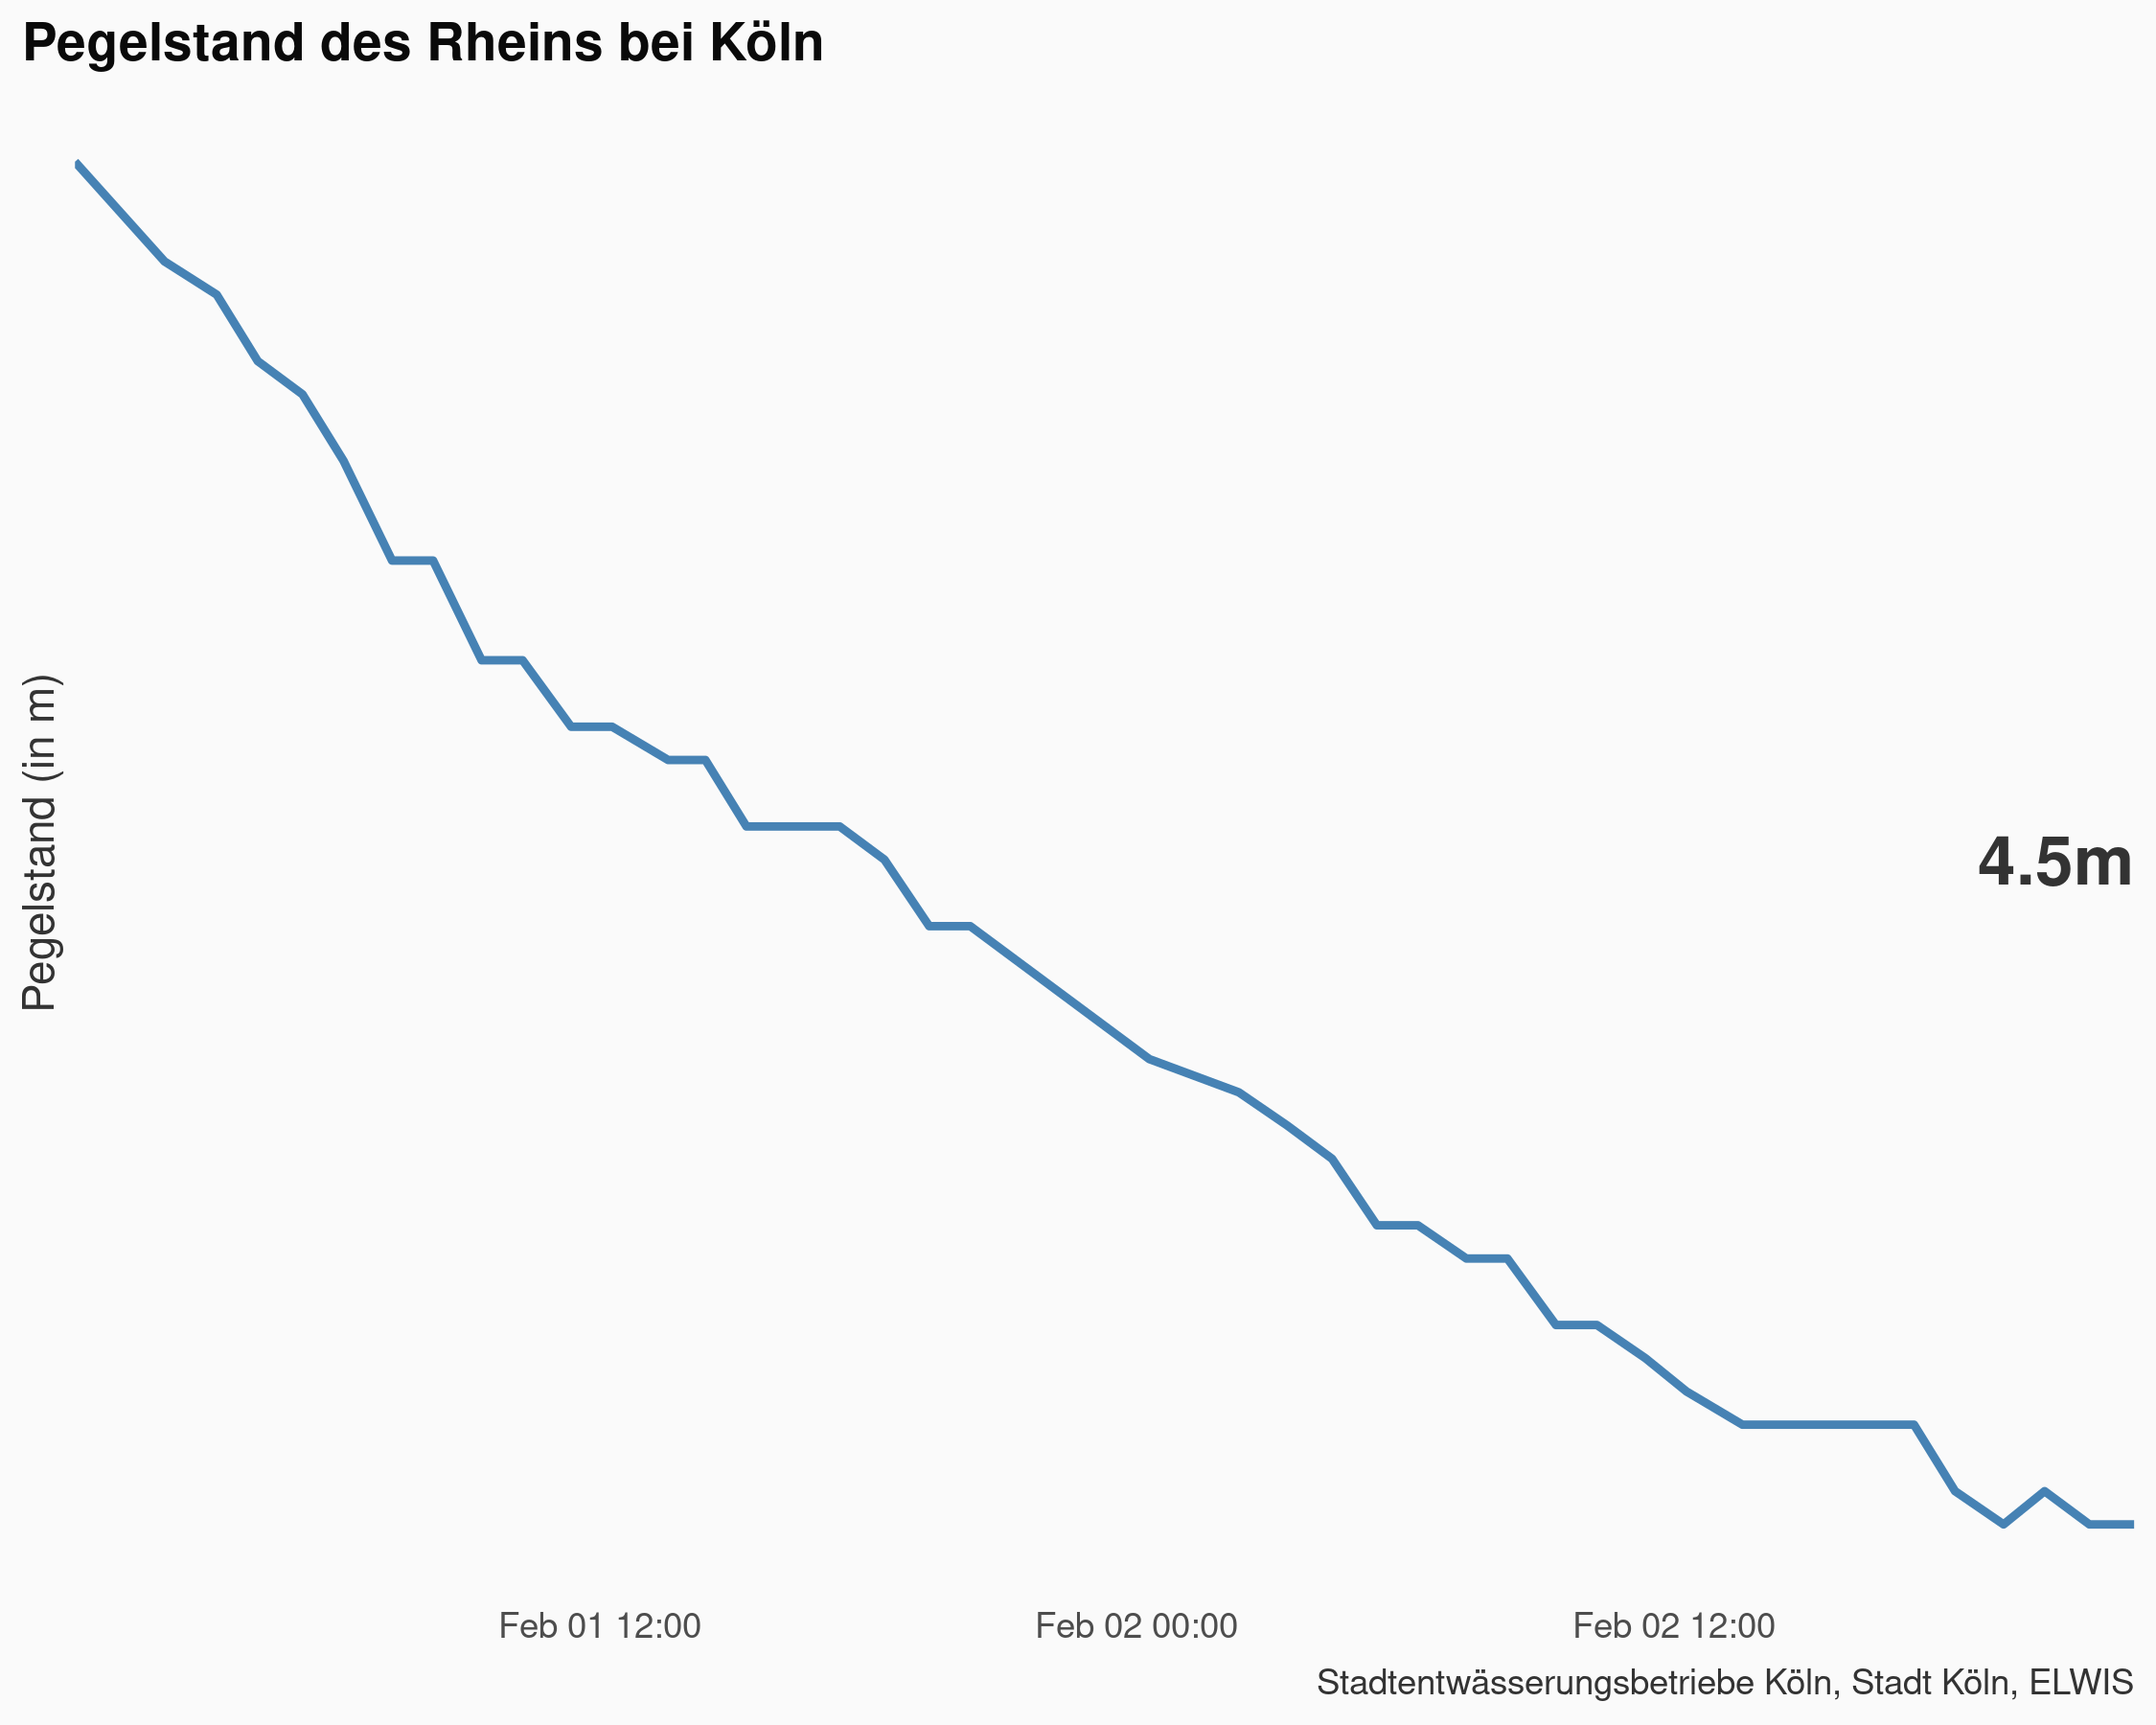 Pegelstand des Rheins bei Köln
Pegelstand (in m)
4.5m
Feb 01 12:00
Feb 02 00:00
Feb 02 12:00
Stadtentwässerungsbetriebe Köln, Stadt Köln, ELWIS